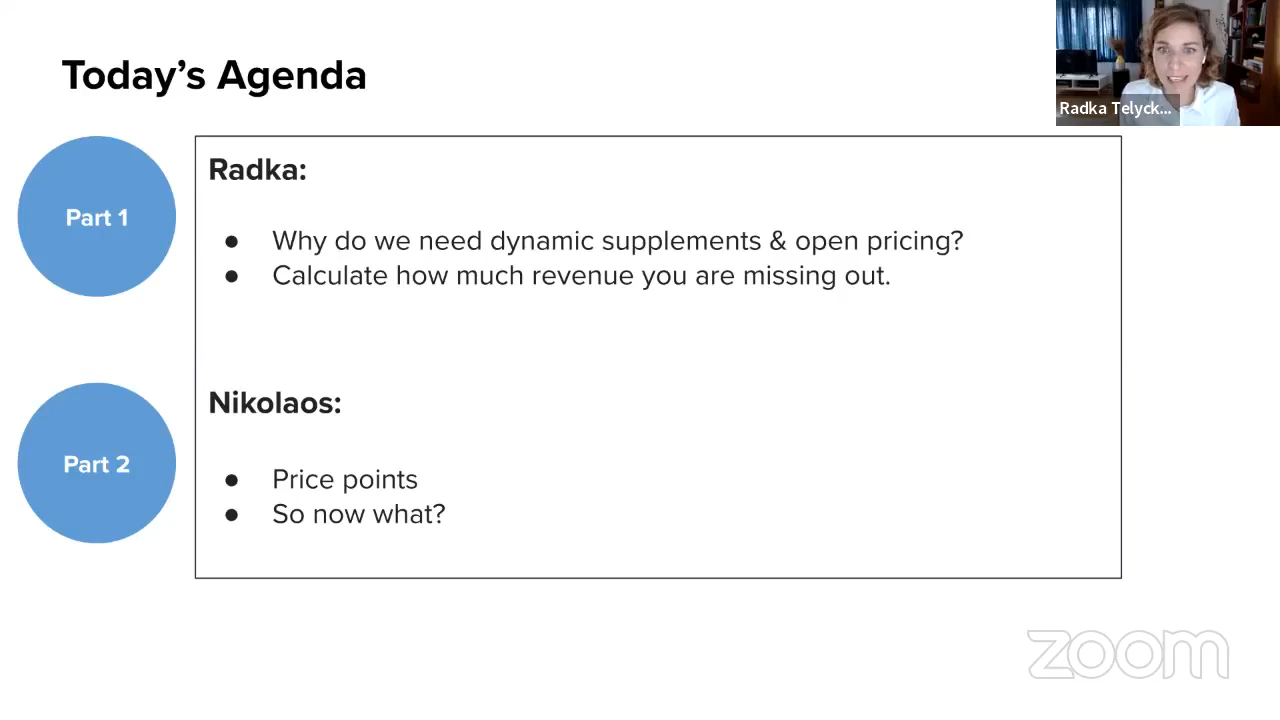 Today's Agenda
Radka Telyck...
Part 1
Radka:
● Why do we need dynamic supplements & open pricing?
● Calculate how much revenue you are missing out.
Part 2
Nikolaos:
● Price points
● So now what?
zoom